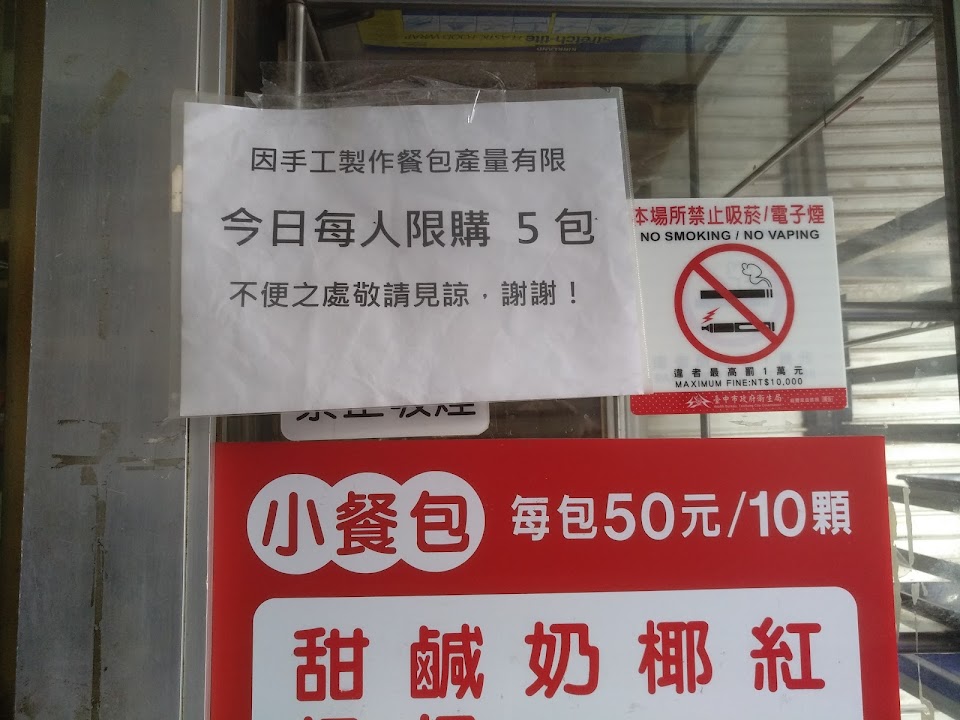 因手工製作餐包產量有限
今日每人限購 5 包
不便之處敬請見諒，謝謝！
本場所禁止吸菸/電子煙
NO SMOKING / NO VAPING
違者最高罰1萬元
MAXIMUM FINE:NT$10,000
臺中市政府衛生局
禁止吸煙
小餐包 每包50元/10顆
甜 鹹 奶 椰 紅